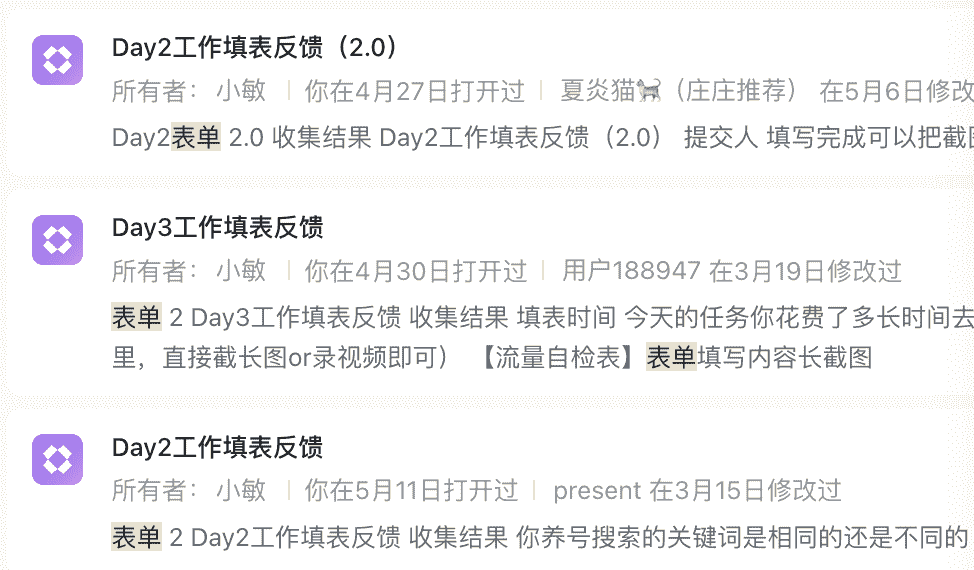 Day2工作填表反馈（2.0）
所有者： 小敏 你在4月27日打开过 夏炎猫🐈（庄庄推荐） 在5月6日修改
Day2表单 2.0 收集结果 Day2工作填表反馈（2.0） 提交人 填写完成可以把截
Day3工作填表反馈
所有者： 小敏 你在4月30日打开过 用户188947 在3月19日修改过
表单 2 Day3工作填表反馈 收集结果 填表时间 今天的任务你花费了多长时间去
里，直接截长图or录视频即可） 【流量自检表】表单填写内容长截图
Day2工作填表反馈
所有者： 小敏 你在5月11日打开过 present 在3月15日修改过
表单 2 Day2工作填表反馈 收集结果 你养号搜索的关键词是相同的还是不同的